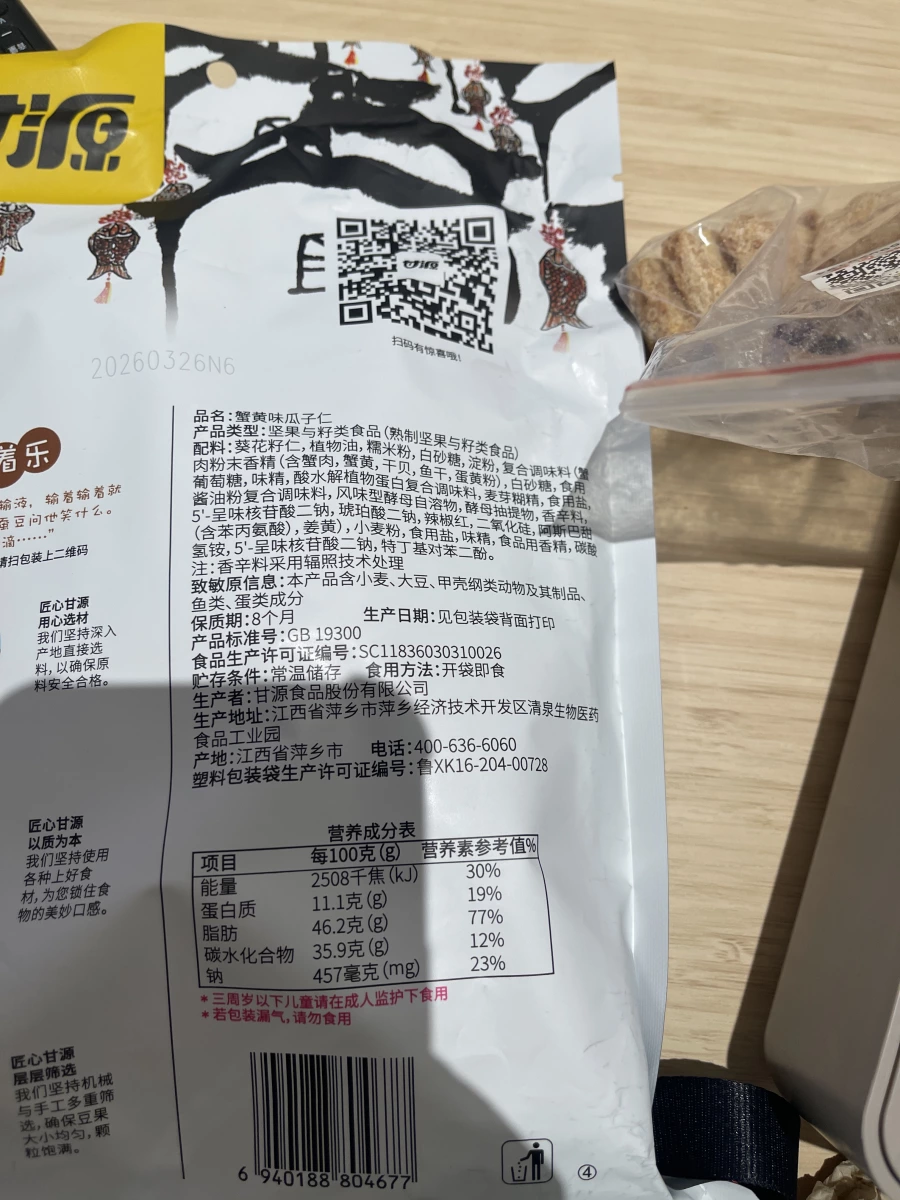 甘源
扫码有惊喜哦!
20260326N6
着乐
输液, 输着输着就
蚕豆问他笑什么。
滴……”
请扫包装上二维码
匠心甘源
用心选材
我们坚持深入
产地直接选
料,以确保原
料安全合格。
匠心甘源
以质为本
我们坚持使用
各种上好食
材,为您锁住食
物的美妙口感。
匠心甘源
层层筛选
我们坚持机械
与手工多重筛
选,确保豆果
大小均匀,颗
粒饱满。
品名:蟹黄味瓜子仁
产品类型:坚果与籽类食品(熟制坚果与籽类食品)
配料:葵花籽仁,植物油,糯米粉,白砂糖,淀粉,复合调味料(蟹
肉粉末香精(含蟹肉,蟹黄,干贝,鱼干,蛋黄粉),白砂糖,食用
葡萄糖,味精,酸水解植物蛋白复合调味料,麦芽糊精,食用盐,
酱油粉复合调味料,风味型酵母自溶物,酵母抽提物,香辛料,
5'-呈味核苷酸二钠,琥珀酸二钠,辣椒红,二氧化硅,阿斯巴甜
(含苯丙氨酸),姜黄),小麦粉,食用盐,味精,食品用香精,碳酸
氢铵,5'-呈味核苷酸二钠,特丁基对苯二酚。
注:香辛料采用辐照技术处理
致敏原信息:本产品含小麦、大豆、甲壳纲类动物及其制品、
鱼类、蛋类成分
保质期:8个月 生产日期:见包装袋背面打印
产品标准号:GB 19300
食品生产许可证编号:SC11836030310026
贮存条件:常温储存 食用方法:开袋即食
生产者:甘源食品股份有限公司
生产地址:江西省萍乡市萍乡经济技术开发区清泉生物医药
食品工业园
产地:江西省萍乡市 电话:400-636-6060
塑料包装袋生产许可证编号:鲁XK16-204-00728
营养成分表
项目 每100克(g) 营养素参考值%
能量 2508千焦(kJ) 30%
蛋白质 11.1克(g) 19%
脂肪 46.2克(g) 77%
碳水化合物 35.9克(g) 12%
钠 457毫克(mg) 23%
*三周岁以下儿童请在成人监护下食用
*若包装漏气,请勿食用
6 940188 804677
④